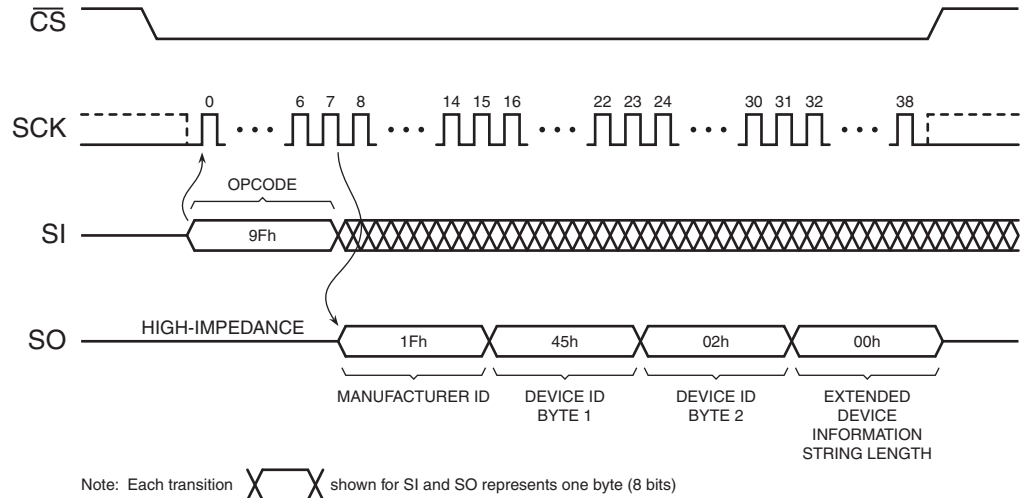 CS
SCK
0 6 7 8 14 15 16 22 23 24 30 31 32 38
OPCODE
SI
9Fh
HIGH-IMPEDANCE
SO
1Fh 45h 02h 00h
MANUFACTURER ID
DEVICE ID
BYTE 1
DEVICE ID
BYTE 2
EXTENDED
DEVICE
INFORMATION
STRING LENGTH
Note: Each transition shown for SI and SO represents one byte (8 bits)